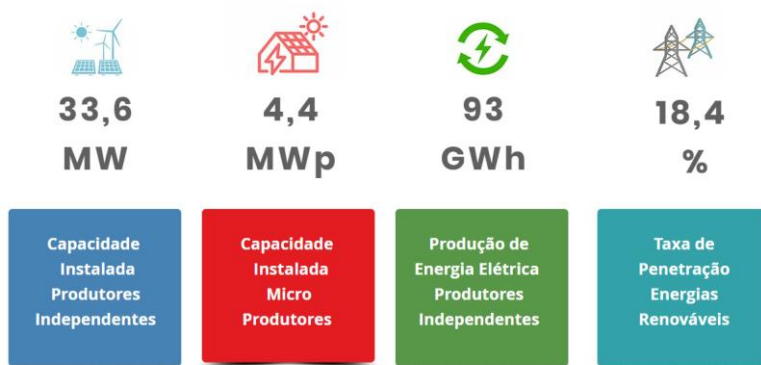 33,6
MW
4,4
MWp
93
GWh
18,4
%
Capacidade
Instalada
Produtores
Independentes
Capacidade
Instalada
Micro
Produtores
Produção de
Energia Elétrica
Produtores
Independentes
Taxa de
Penetração
Energias
Renováveis